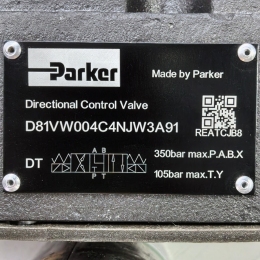 Parker
Made by Parker
Directional Control Valve
D81VW004C4NJW3A91
REATCJB8
DT
A B
P T
350bar max.P.A.B.X
105bar max.T.Y